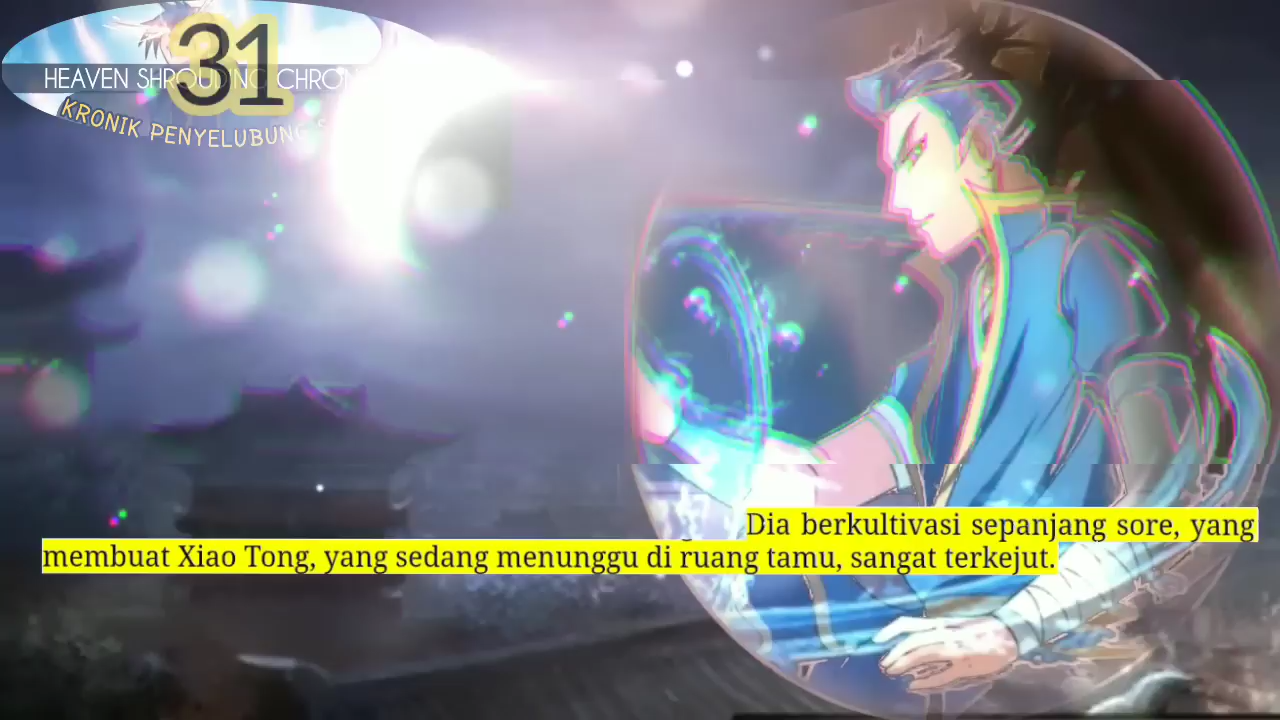 31
HEAVEN SHROUDING CHRON
KRONIK PENYELUBUNG
Dia berkultivasi sepanjang sore, yang
membuat Xiao Tong, yang sedang menunggu di ruang tamu, sangat terkejut.